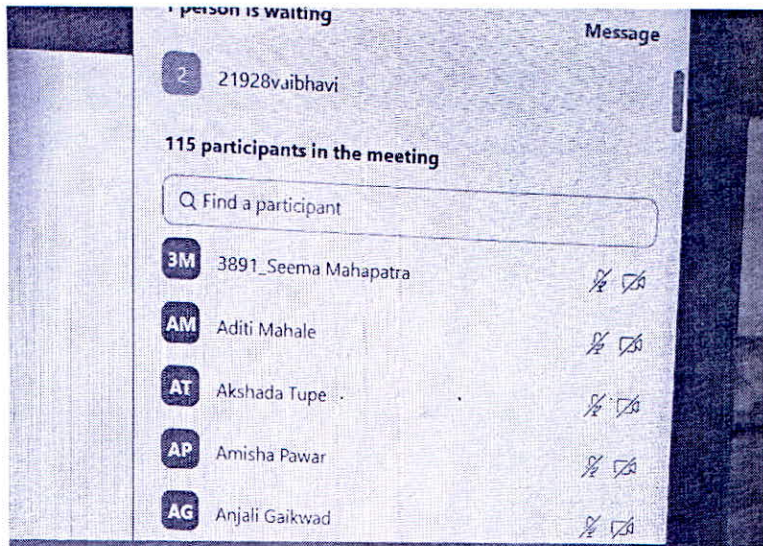 1 person is waiting
Message
2 21928vaibhavi
115 participants in the meeting
Find a participant
3M 3891_Seema Mahapatra
AM Aditi Mahale
AT Akshada Tupe
AP Amisha Pawar
AG Anjali Gaikwad